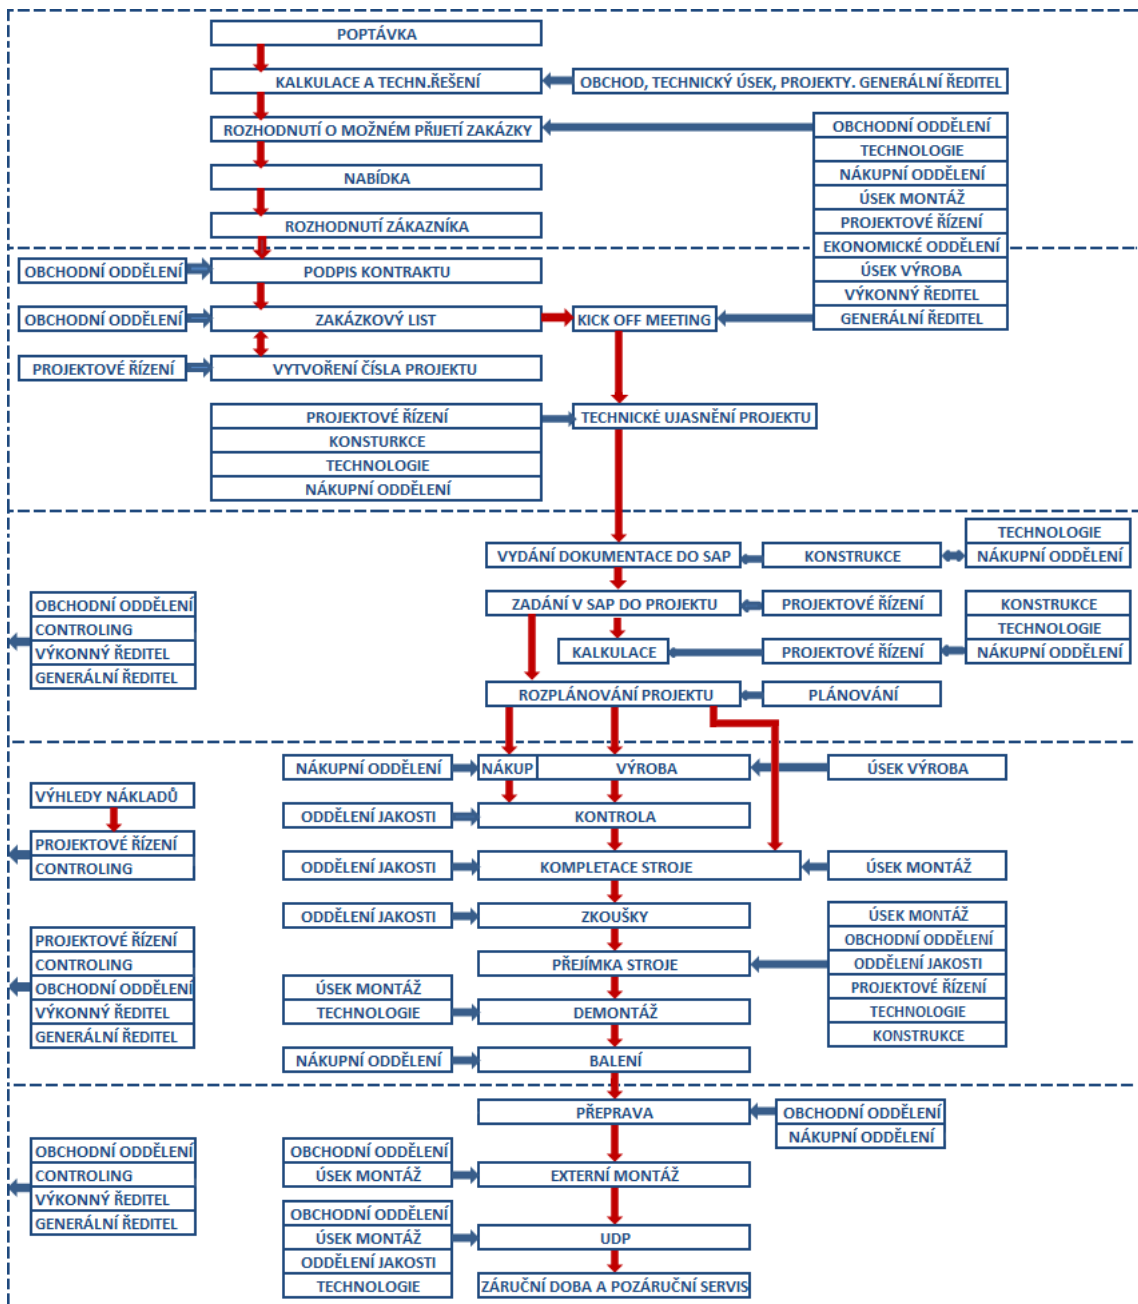 POPTÁVKA
KALKULACE A TECHN.ŘEŠENÍ
OBCHOD, TECHNICKÝ ÚSEK, PROJEKTY. GENERÁLNÍ ŘEDITEL
ROZHODNUTÍ O MOŽNÉM PŘIJETÍ ZAKÁZKY
OBCHODNÍ ODDĚLENÍ
TECHNOLOGIE
NÁKUPNÍ ODDĚLENÍ
ÚSEK MONTÁŽ
PROJEKTOVÉ ŘÍZENÍ
EKONOMICKÉ ODDĚLENÍ
ÚSEK VÝROBA
VÝKONNÝ ŘEDITEL
GENERÁLNÍ ŘEDITEL
NABÍDKA
ROZHODNUTÍ ZÁKAZNÍKA
OBCHODNÍ ODDĚLENÍ
PODPIS KONTRAKTU
OBCHODNÍ ODDĚLENÍ
ZAKÁZKOVÝ LIST
KICK OFF MEETING
PROJEKTOVÉ ŘÍZENÍ
VYTVOŘENÍ ČÍSLA PROJEKTU
PROJEKTOVÉ ŘÍZENÍ
KONSTURKCE
TECHNOLOGIE
NÁKUPNÍ ODDĚLENÍ
TECHNICKÉ UJASNĚNÍ PROJEKTU
VYDÁNÍ DOKUMENTACE DO SAP
KONSTRUKCE
TECHNOLOGIE
NÁKUPNÍ ODDĚLENÍ
ZADÁNÍ V SAP DO PROJEKTU
PROJEKTOVÉ ŘÍZENÍ
KONSTRUKCE
TECHNOLOGIE
NÁKUPNÍ ODDĚLENÍ
KALKULACE
PROJEKTOVÉ ŘÍZENÍ
OBCHODNÍ ODDĚLENÍ
CONTROLING
VÝKONNÝ ŘEDITEL
GENERÁLNÍ ŘEDITEL
ROZPLÁNOVÁNÍ PROJEKTU
PLÁNOVÁNÍ
NÁKUPNÍ ODDĚLENÍ
NÁKUP
VÝROBA
ÚSEK VÝROBA
VÝHLEDY NÁKLADŮ
PROJEKTOVÉ ŘÍZENÍ
CONTROLING
ODDĚLENÍ JAKOSTI
KONTROLA
ODDĚLENÍ JAKOSTI
KOMPLETACE STROJE
ÚSEK MONTÁŽ
ODDĚLENÍ JAKOSTI
ZKOUŠKY
PŘEJÍMKA STROJE
ÚSEK MONTÁŽ
OBCHODNÍ ODDĚLENÍ
ODDĚLENÍ JAKOSTI
PROJEKTOVÉ ŘÍZENÍ
TECHNOLOGIE
KONSTRUKCE
PROJEKTOVÉ ŘÍZENÍ
CONTROLING
OBCHODNÍ ODDĚLENÍ
VÝKONNÝ ŘEDITEL
GENERÁLNÍ ŘEDITEL
ÚSEK MONTÁŽ
TECHNOLOGIE
DEMONTÁŽ
NÁKUPNÍ ODDĚLENÍ
BALENÍ
PŘEPRAVA
OBCHODNÍ ODDĚLENÍ
NÁKUPNÍ ODDĚLENÍ
OBCHODNÍ ODDĚLENÍ
CONTROLING
VÝKONNÝ ŘEDITEL
GENERÁLNÍ ŘEDITEL
OBCHODNÍ ODDĚLENÍ
ÚSEK MONTÁŽ
EXTERNÍ MONTÁŽ
OBCHODNÍ ODDĚLENÍ
ÚSEK MONTÁŽ
ODDĚLENÍ JAKOSTI
TECHNOLOGIE
UDP
ZÁRUČNÍ DOBA A POZÁRUČNÍ SERVIS